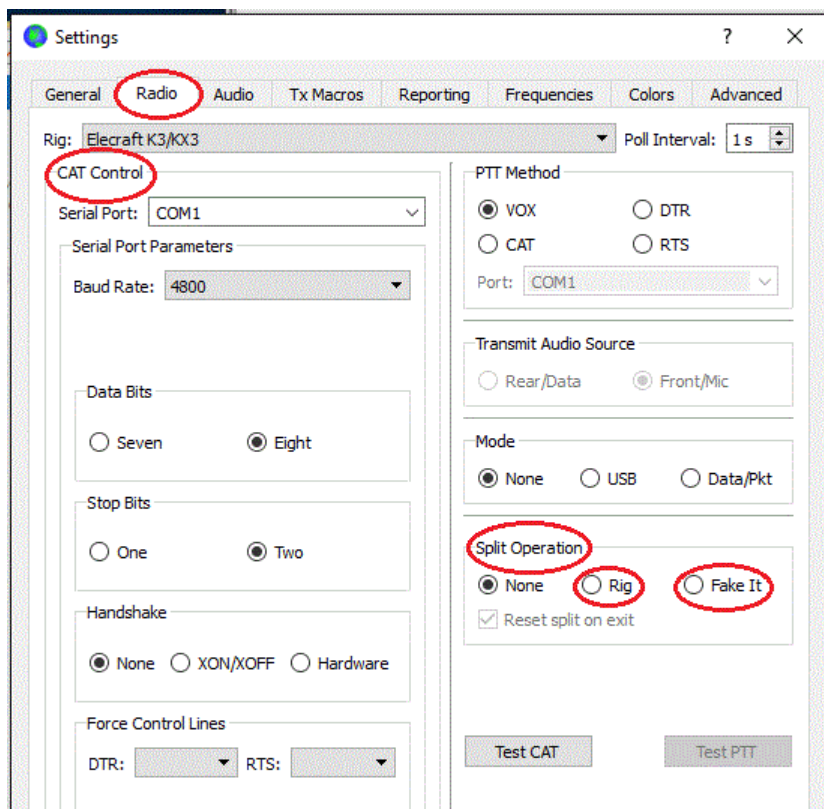 Settings
?
General Radio Audio Tx Macros Reporting Frequencies Colors Advanced
Rig: Elecraft K3/KX3 Poll Interval: 1 s
CAT Control
Serial Port: COM1
Serial Port Parameters
Baud Rate: 4800
Data Bits
Seven Eight
Stop Bits
One Two
Handshake
None XON/XOFF Hardware
Force Control Lines
DTR: RTS:
PTT Method
VOX DTR
CAT RTS
Port: COM1
Transmit Audio Source
Rear/Data Front/Mic
Mode
None USB Data/Pkt
Split Operation
None Rig Fake It
Reset split on exit
Test CAT Test PTT